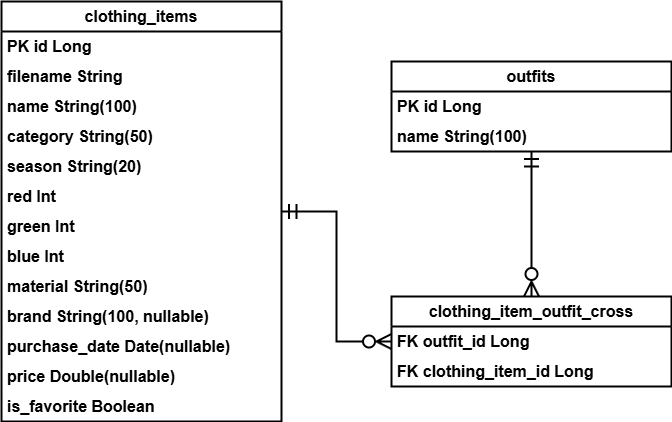 clothing_items
PK id Long
filename String
name String(100)
category String(50)
season String(20)
red Int
green Int
blue Int
material String(50)
brand String(100, nullable)
purchase_date Date(nullable)
price Double(nullable)
is_favorite Boolean
outfits
PK id Long
name String(100)
clothing_item_outfit_cross
FK outfit_id Long
FK clothing_item_id Long